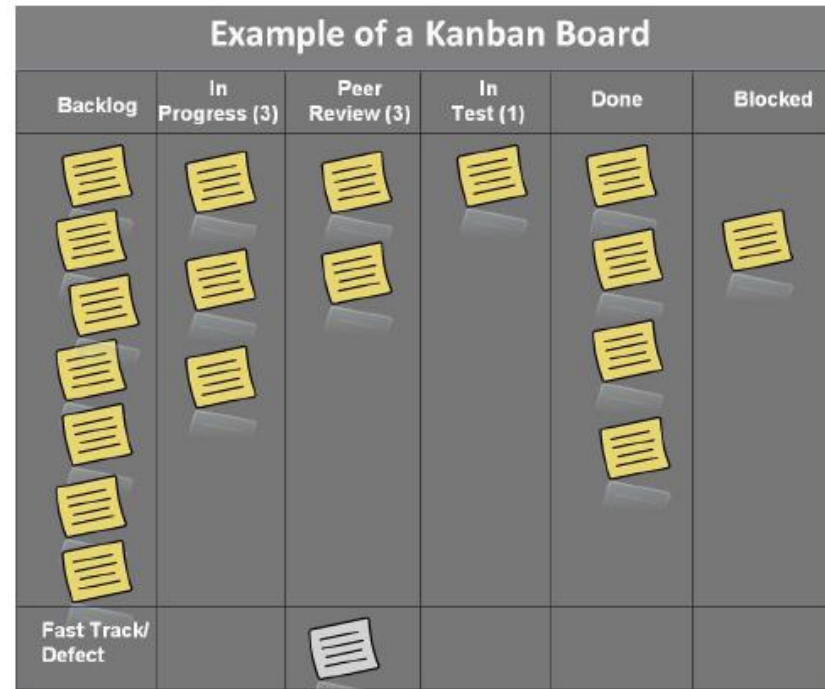 Example of a Kanban Board
Backlog
In
Progress (3)
Peer
Review (3)
In
Test (1)
Done
Blocked
Fast Track/
Defect